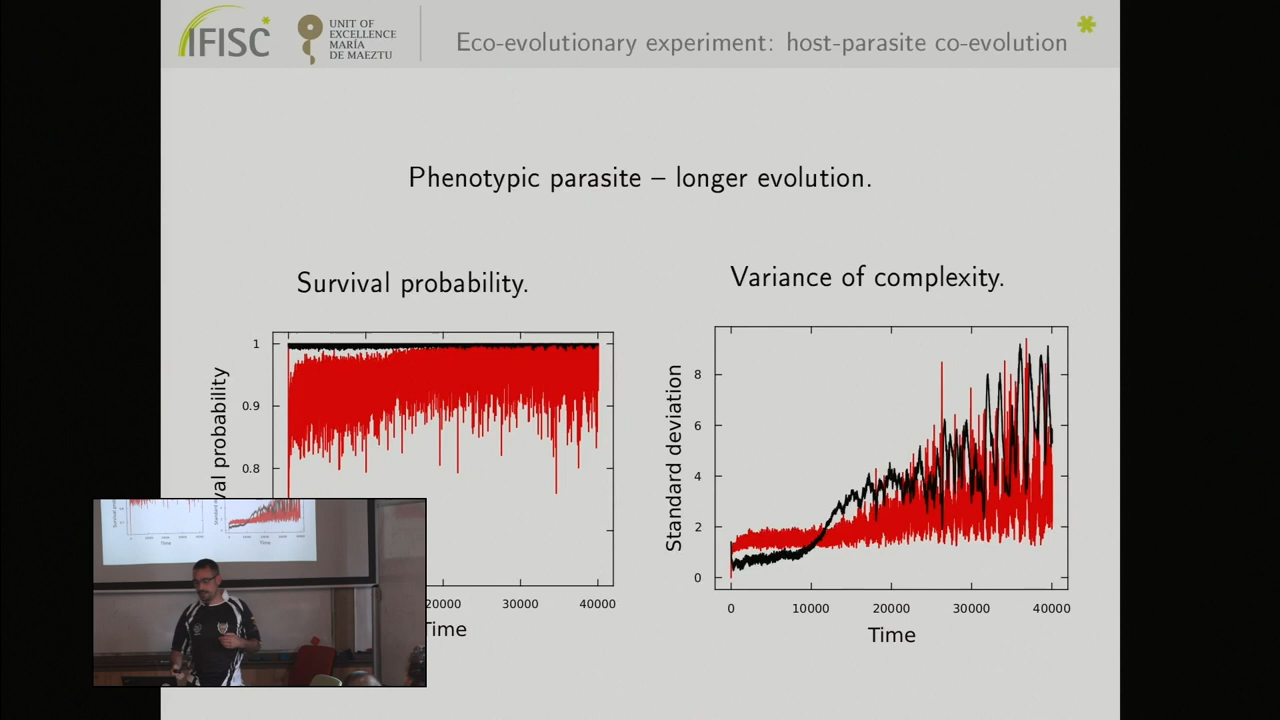 IFISC
UNIT OF
EXCELLENCE
MARÍA
DE MAEZTU
Eco-evolutionary experiment: host-parasite co-evolution
Phenotypic parasite – longer evolution.
Survival probability.
1
0.9
0.8
val probability
20000
30000
40000
Time
Variance of complexity.
8
6
4
2
0
Standard deviation
0
10000
20000
30000
40000
Time
Time
Time